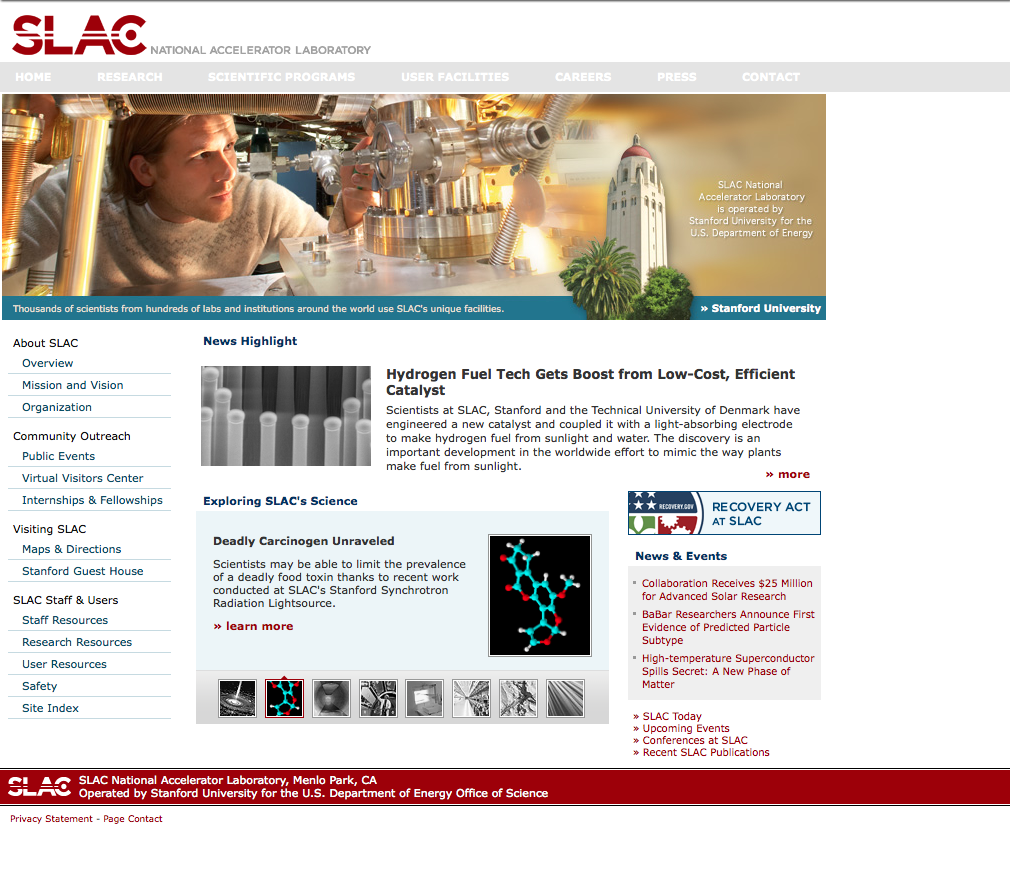 SLAC NATIONAL ACCELERATOR LABORATORY
HOME RESEARCH SCIENTIFIC PROGRAMS USER FACILITIES CAREERS PRESS CONTACT
SLAC National
Accelerator Laboratory
is operated by
Stanford University for the
U.S. Department of Energy
Thousands of scientists from hundreds of labs and institutions around the world use SLAC's unique facilities.
» Stanford University
About SLAC
Overview
Mission and Vision
Organization
Community Outreach
Public Events
Virtual Visitors Center
Internships & Fellowships
Visiting SLAC
Maps & Directions
Stanford Guest House
SLAC Staff & Users
Staff Resources
Research Resources
User Resources
Safety
Site Index
News Highlight
Hydrogen Fuel Tech Gets Boost from Low-Cost, Efficient
Catalyst
Scientists at SLAC, Stanford and the Technical University of Denmark have
engineered a new catalyst and coupled it with a light-absorbing electrode
to make hydrogen fuel from sunlight and water. The discovery is an
important development in the worldwide effort to mimic the way plants
make fuel from sunlight.
» more
Exploring SLAC's Science
Deadly Carcinogen Unraveled
Scientists may be able to limit the prevalence
of a deadly food toxin thanks to recent work
conducted at SLAC's Stanford Synchrotron
Radiation Lightsource.
» learn more
RECOVERY.GOV
RECOVERY ACT
AT SLAC
News & Events
Collaboration Receives $25 Million
for Advanced Solar Research
BaBar Researchers Announce First
Evidence of Predicted Particle
Subtype
High-temperature Superconductor
Spills Secret: A New Phase of
Matter
» SLAC Today
» Upcoming Events
» Conferences at SLAC
» Recent SLAC Publications
SLAC
SLAC National Accelerator Laboratory, Menlo Park, CA
Operated by Stanford University for the U.S. Department of Energy Office of Science
Privacy Statement - Page Contact